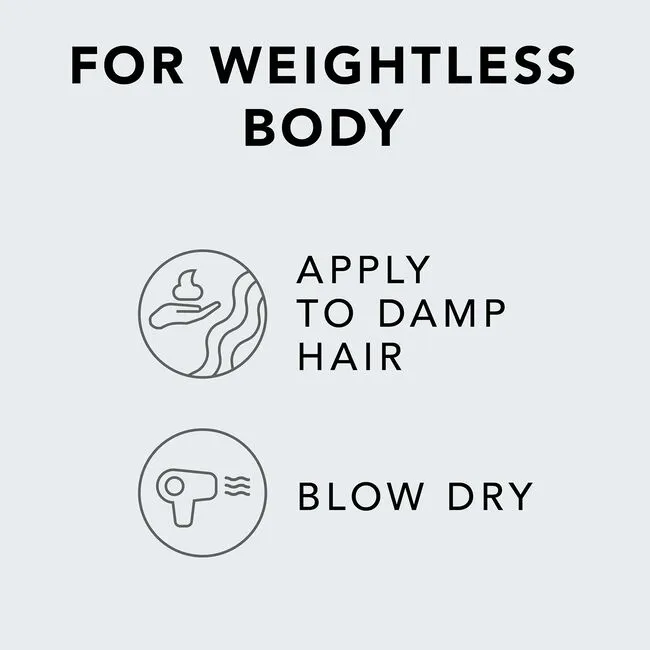 FOR WEIGHTLESS
BODY
APPLY
TO DAMP
HAIR
BLOW DRY